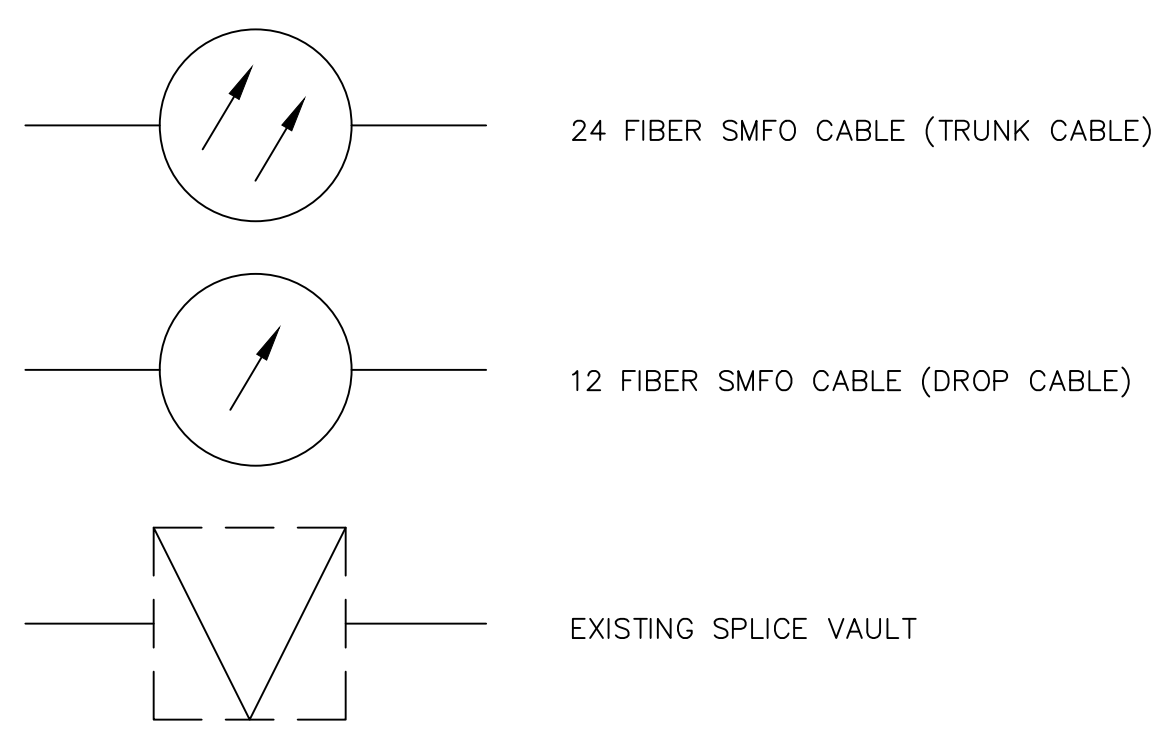 24 FIBER SMFO CABLE (TRUNK CABLE)
12 FIBER SMFO CABLE (DROP CABLE)
EXISTING SPLICE VAULT